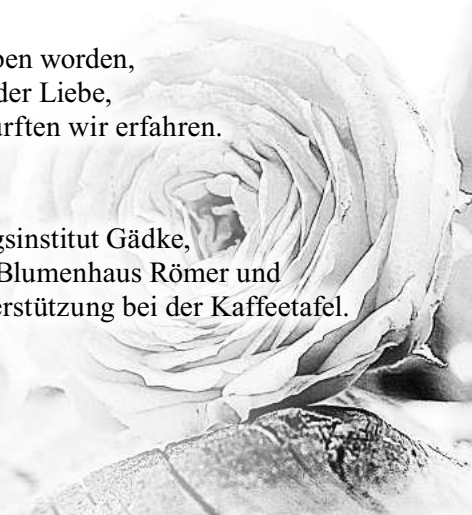 ben worden,
der Liebe,
urften wir erfahren.
gsinstitut Gädke,
Blumenhaus Römer und
erstützung bei der Kaffeetafel.